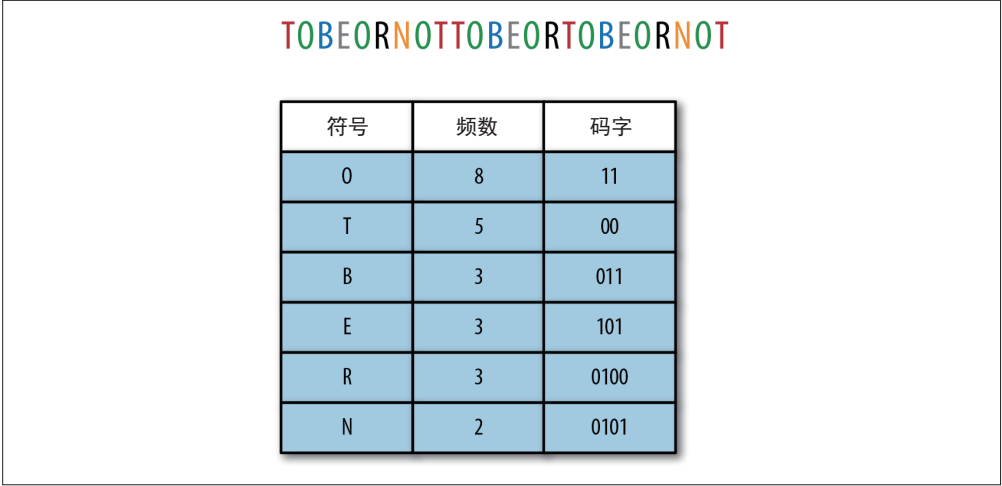 TOBEORNOTTOBEORTOBEORNOT
符号 频数 码字
O 8 11
T 5 00
B 3 011
E 3 101
R 3 0100
N 2 0101